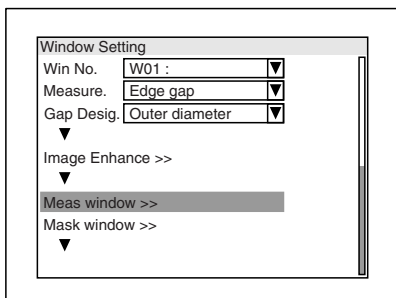 Window Setting
Win No. W01 :
Measure. Edge gap
Gap Desig. Outer diameter
Image Enhance >>
Meas window >>
Mask window >>